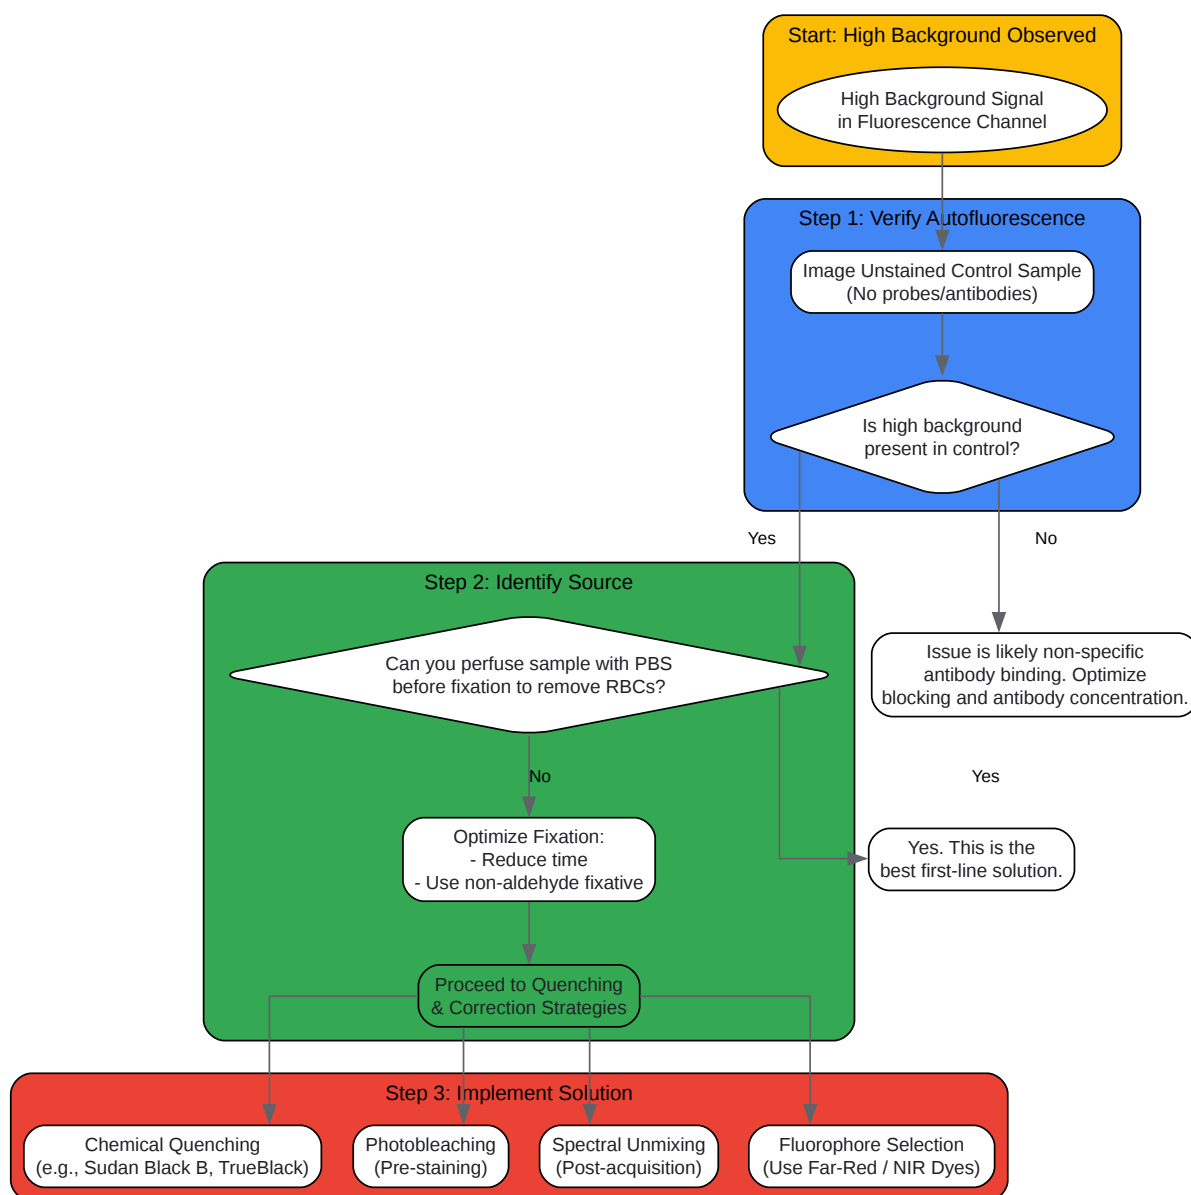 Start: High Background Observed
High Background Signal
in Fluorescence Channel
Step 1: Verify Autofluorescence
Image Unstained Control Sample
(No probes/antibodies)
Is high background
present in control?
Yes
No
Step 2: Identify Source
Can you perfuse sample with PBS
before fixation to remove RBCs?
Issue is likely non-specific
antibody binding. Optimize
blocking and antibody concentration.
No
Yes
Optimize Fixation:
- Reduce time
- Use non-aldehyde fixative
Yes. This is the
best first-line solution.
Proceed to Quenching
& Correction Strategies
Step 3: Implement Solution
Chemical Quenching
(e.g., Sudan Black B, TrueBlack)
Photobleaching
(Pre-staining)
Spectral Unmixing
(Post-acquisition)
Fluorophore Selection
(Use Far-Red / NIR Dyes)